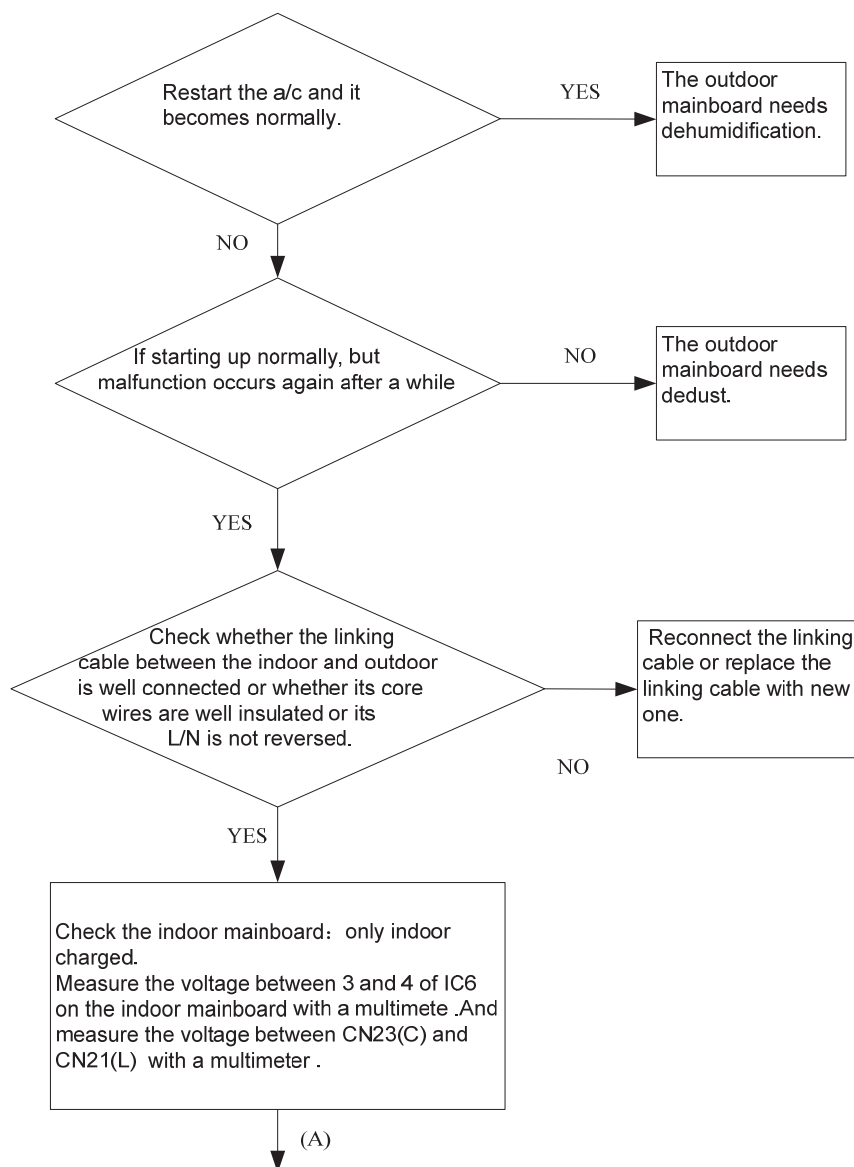 Restart the a/c and it
becomes normally.
YES
The outdoor
mainboard needs
dehumidification.
NO
If starting up normally, but
malfunction occurs again after a while
NO
The outdoor
mainboard needs
dedust.
YES
Check whether the linking
cable between the indoor and outdoor
is well connected or whether its core
wires are well insulated or its
L/N is not reversed.
NO
Reconnect the linking
cable or replace the
linking cable with new
one.
YES
Check the indoor mainboard：only indoor
charged.
Measure the voltage between 3 and 4 of IC6
on the indoor mainboard with a multimete .And
measure the voltage between CN23(C) and
CN21(L) with a multimeter .
(A)